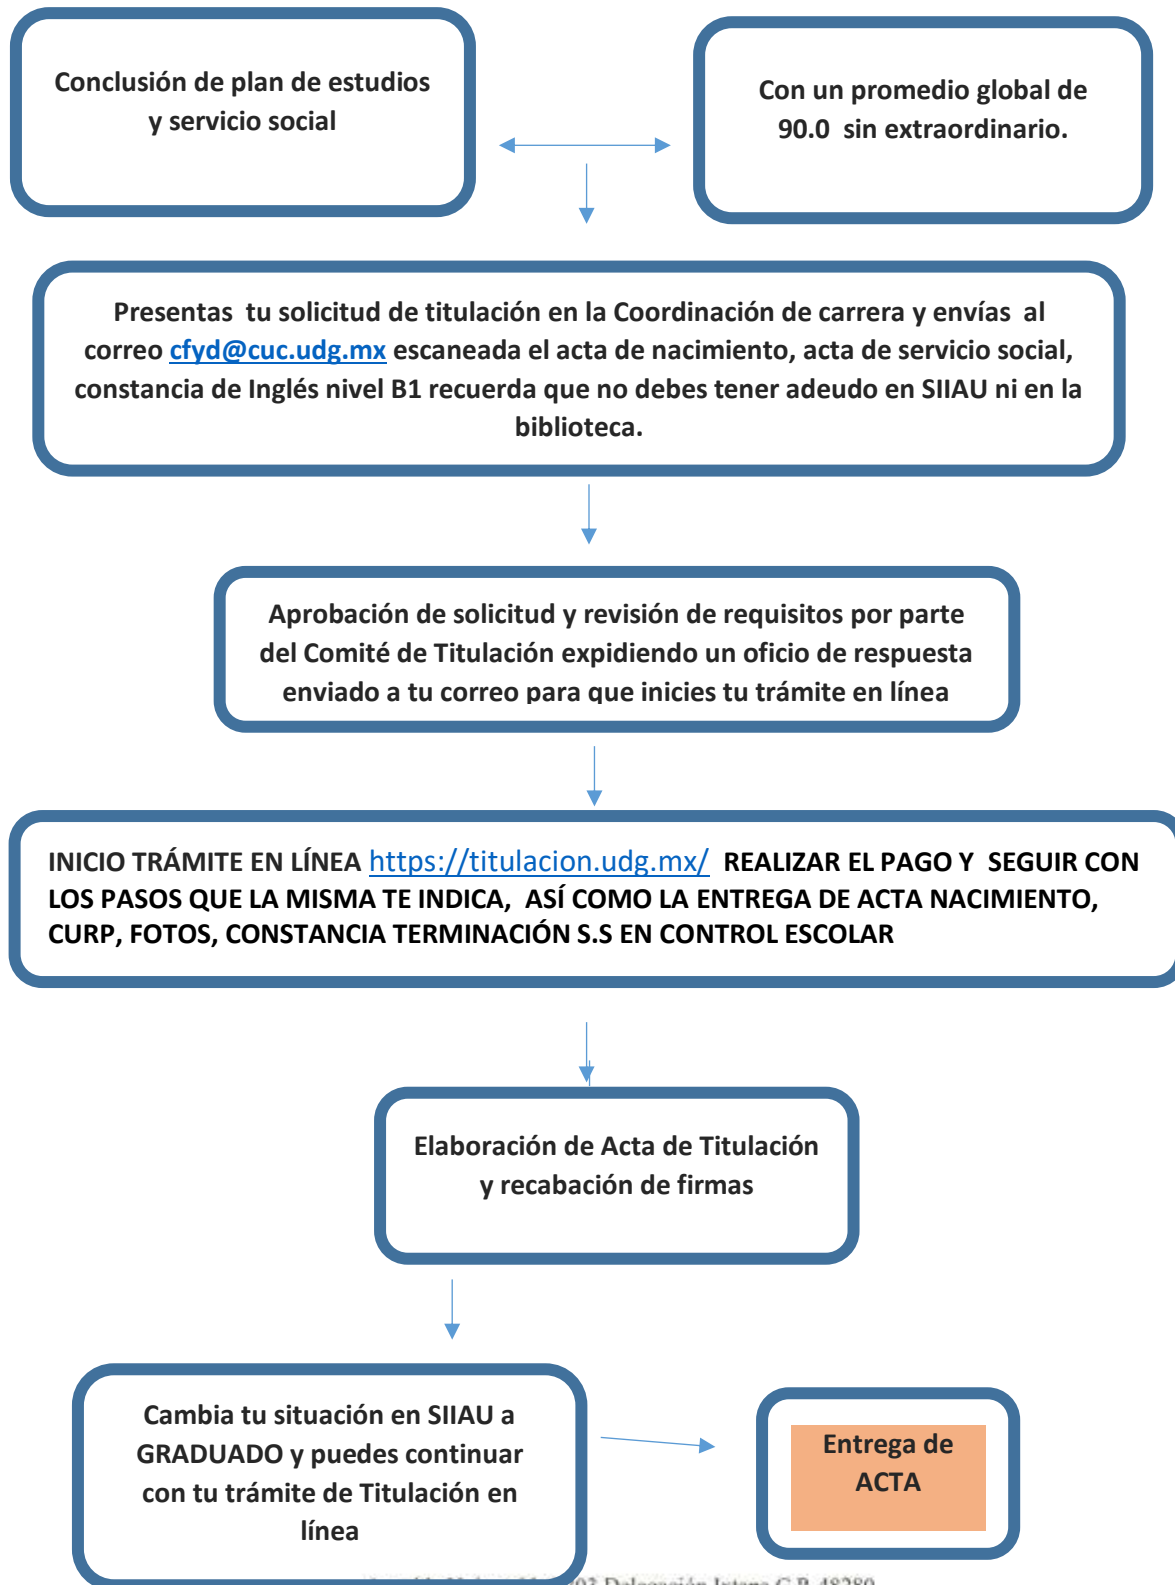 Conclusión de plan de estudios
y servicio social
Con un promedio global de
90.0 sin extraordinario.
Presentas tu solicitud de titulación en la Coordinación de carrera y envías al
correo cfyd@cuc.udg.mx escaneada el acta de nacimiento, acta de servicio social,
constancia de Inglés nivel B1 recuerda que no debes tener adeudo en SIIAU ni en la
biblioteca.
Aprobación de solicitud y revisión de requisitos por parte
del Comité de Titulación expidiendo un oficio de respuesta
enviado a tu correo para que inicies tu trámite en línea
INICIO TRÁMITE EN LÍNEA https://titulacion.udg.mx/ REALIZAR EL PAGO Y SEGUIR CON
LOS PASOS QUE LA MISMA TE INDICA, ASÍ COMO LA ENTREGA DE ACTA NACIMIENTO,
CURP, FOTOS, CONSTANCIA TERMINACIÓN S.S EN CONTROL ESCOLAR
Elaboración de Acta de Titulación
y recabación de firmas
Cambia tu situación en SIIAU a
GRADUADO y puedes continuar
con tu trámite de Titulación en
línea
Entrega de
ACTA
203 Delegación Ixtapa C.P. 48280